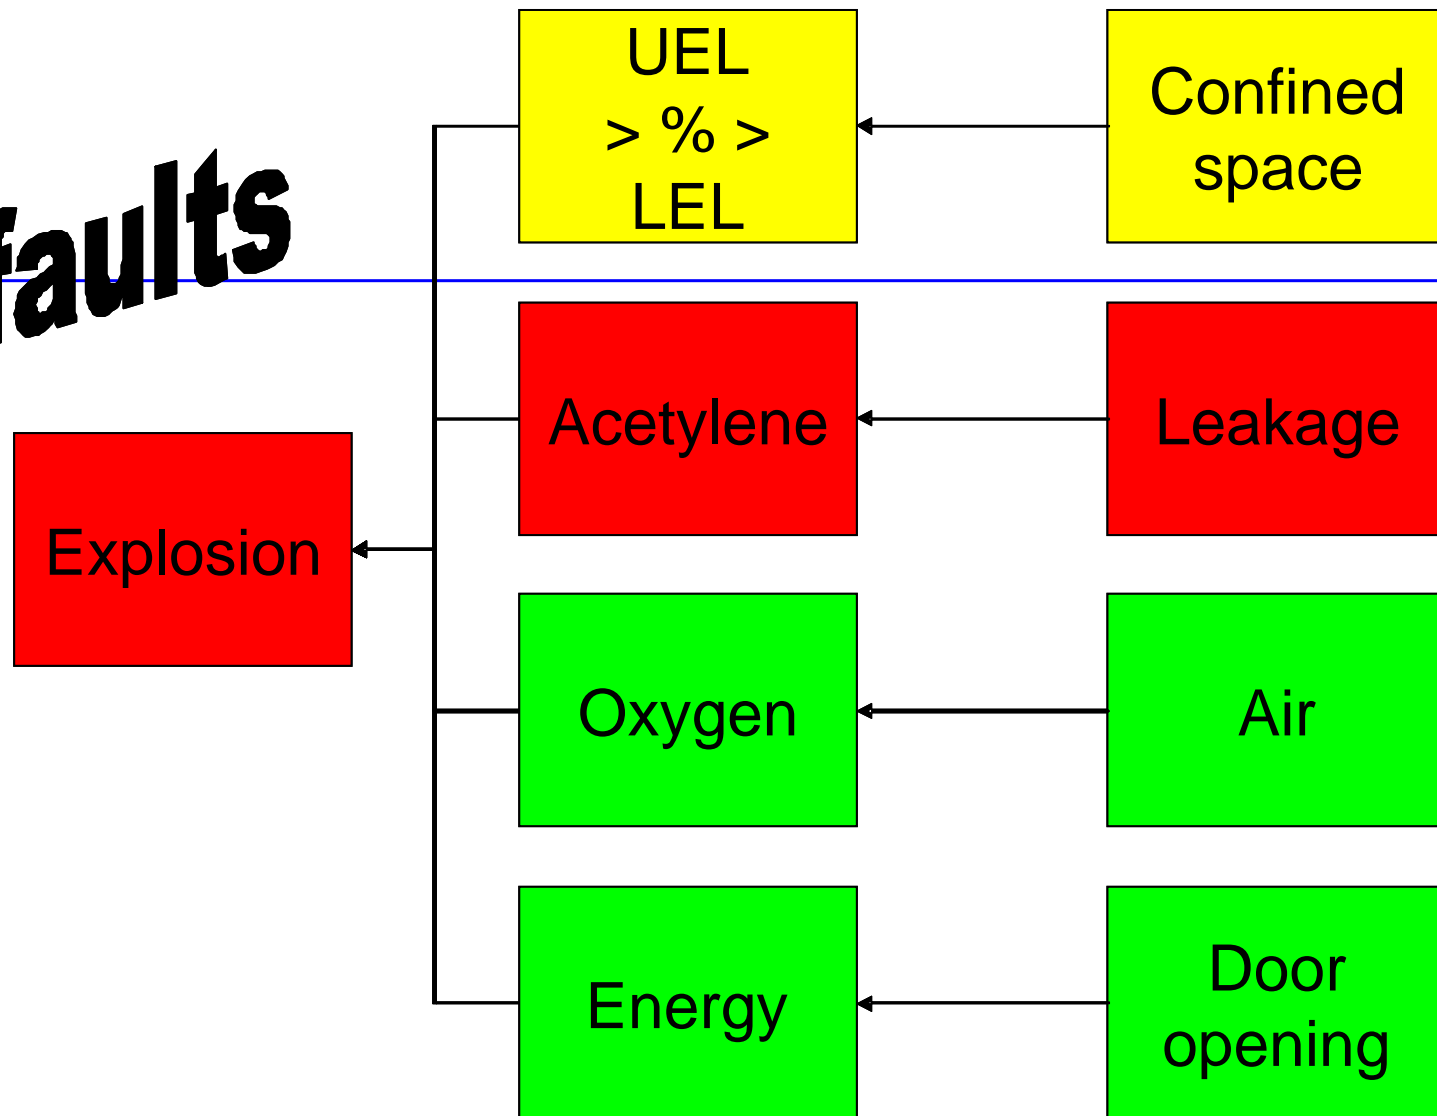 faults
UEL
> % >
LEL
Confined
space
Acetylene
Leakage
Explosion
Oxygen
Air
Energy
Door
opening